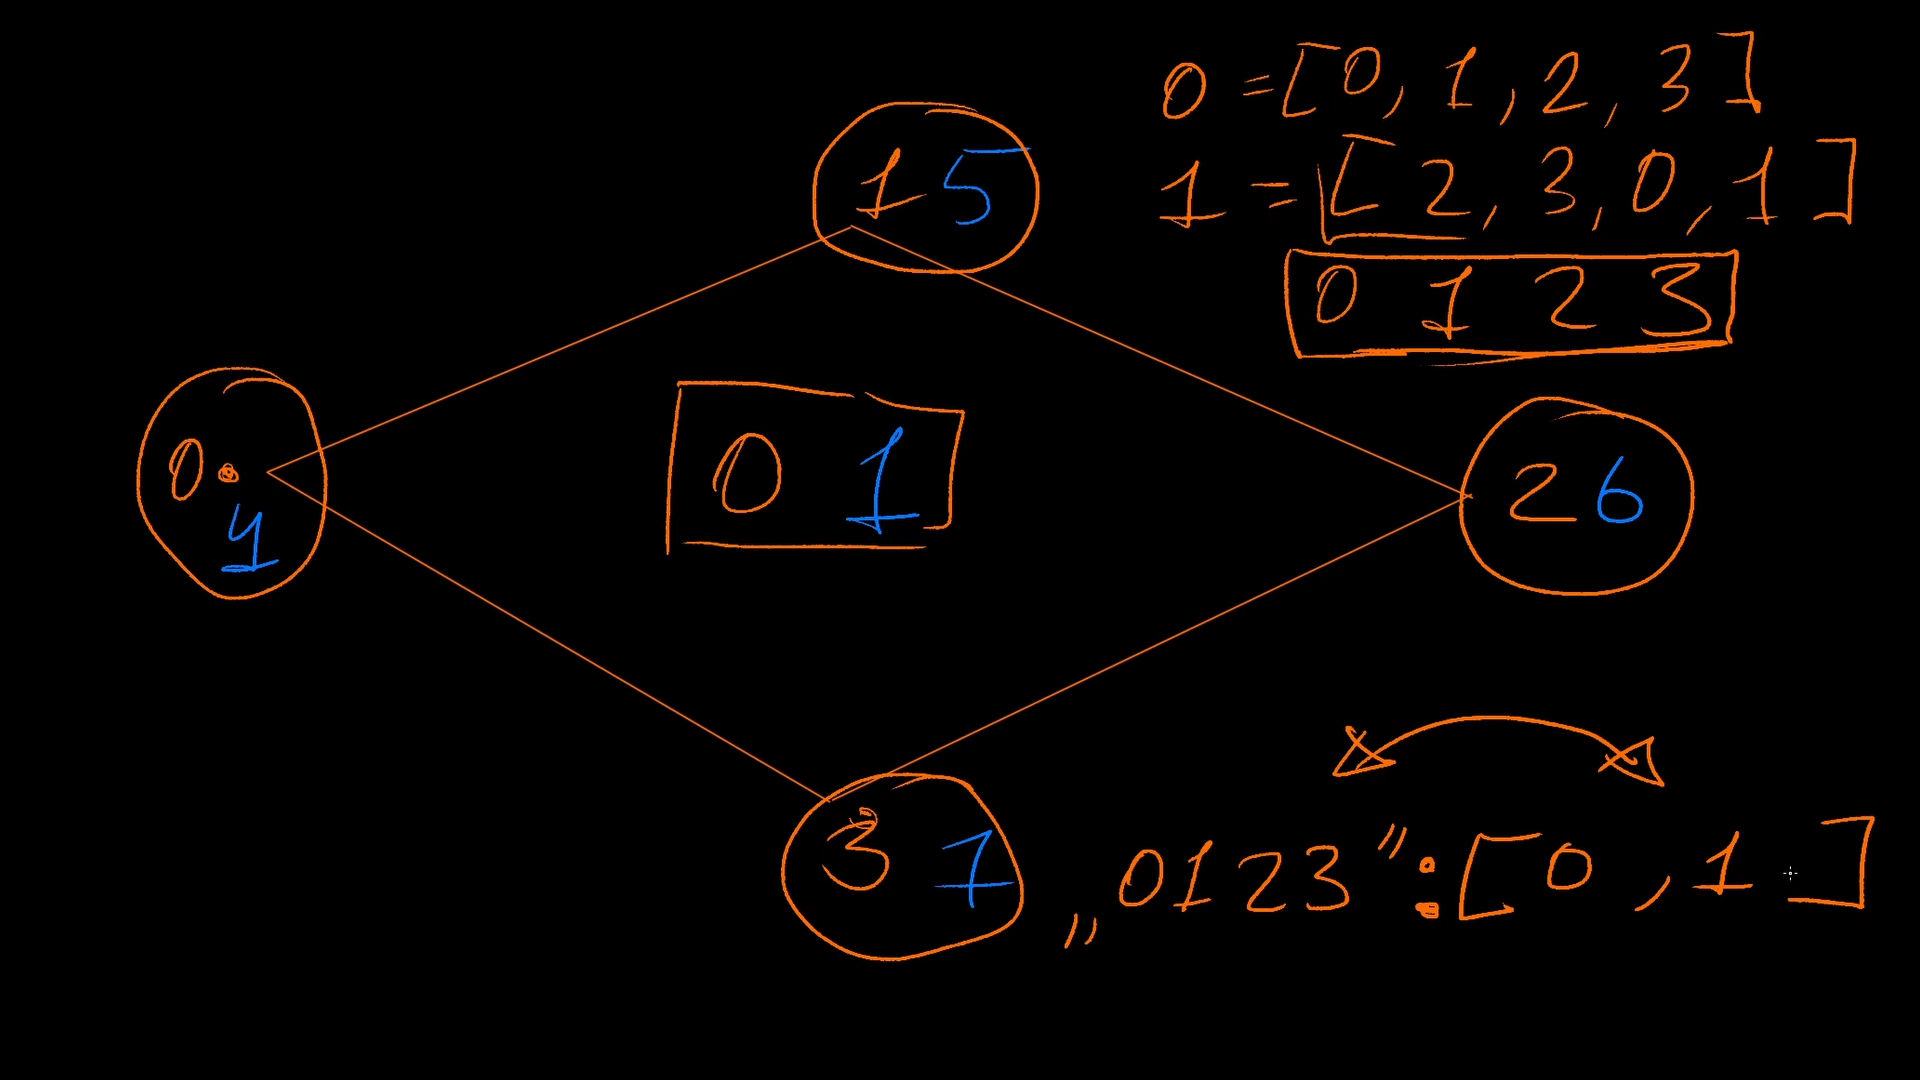 0 = [0, 1, 2, 3]
1 = [2, 3, 0, 1]
0 1 2 3
1 5
0 4
0 1
2 6
3 7
„0123” : [0, 1]